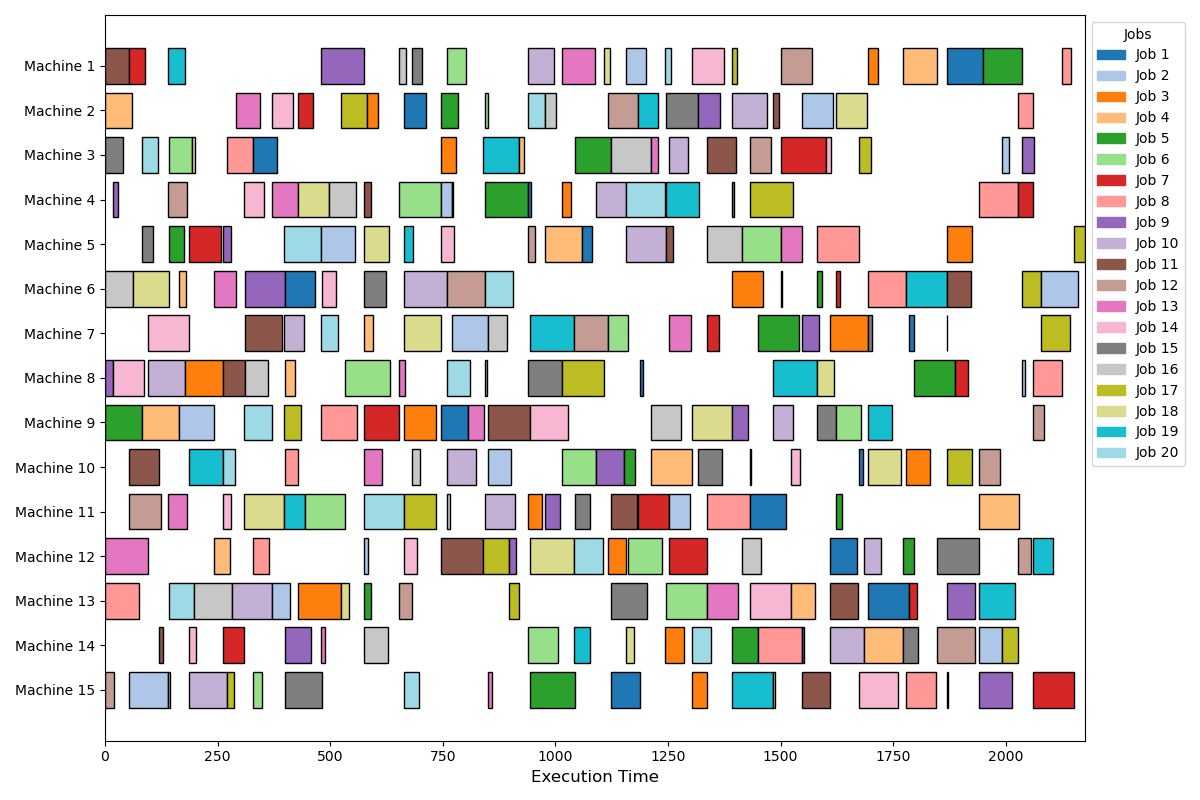 Machine 1
Machine 2
Machine 3
Machine 4
Machine 5
Machine 6
Machine 7
Machine 8
Machine 9
Machine 10
Machine 11
Machine 12
Machine 13
Machine 14
Machine 15
0 250 500 750 1000 1250 1500 1750 2000
Execution Time
Jobs
Job 1
Job 2
Job 3
Job 4
Job 5
Job 6
Job 7
Job 8
Job 9
Job 10
Job 11
Job 12
Job 13
Job 14
Job 15
Job 16
Job 17
Job 18
Job 19
Job 20